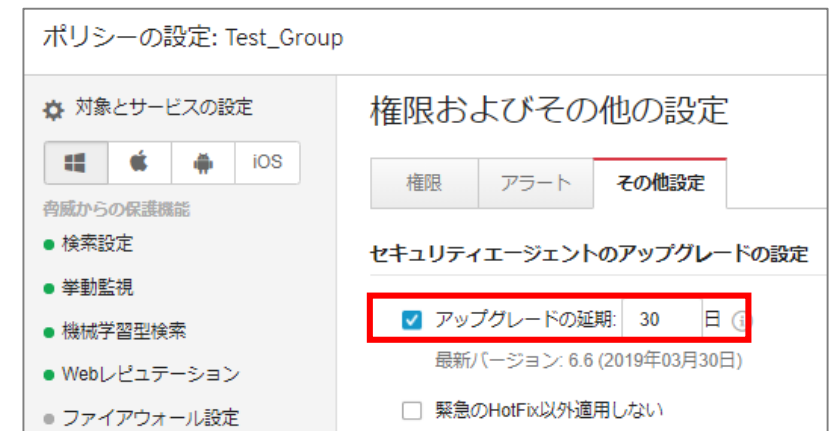 ポリシーの設定: Test_Group
対象とサービスの設定
iOS
脅威からの保護機能
検索設定
挙動監視
機械学習型検索
Webレピュテーション
ファイアウォール設定
権限およびその他の設定
権限 アラート その他設定
セキュリティエージェントのアップグレードの設定
アップグレードの延期: 30 日
最新バージョン: 6.6 (2019年03月30日)
緊急のHotFix以外適用しない